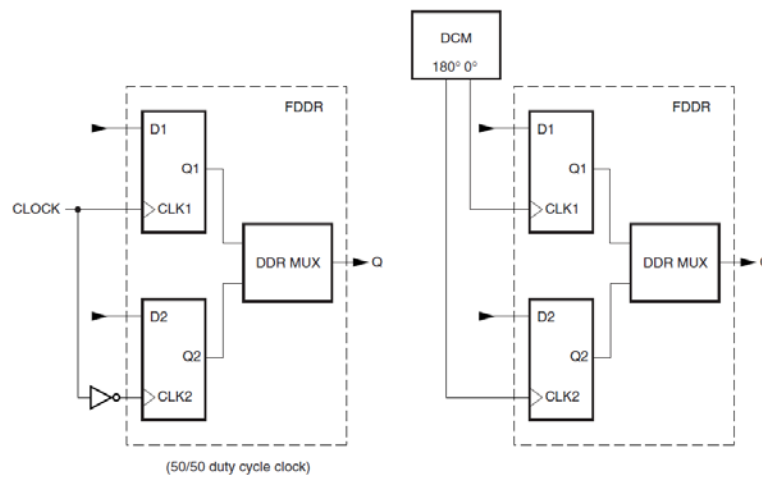 DCM
180° 0°
FDDR
D1
Q1
CLOCK
CLK1
DDR MUX
Q
D2
Q2
CLK2
(50/50 duty cycle clock)
FDDR
D1
Q1
CLK1
DDR MUX
D2
Q2
CLK2